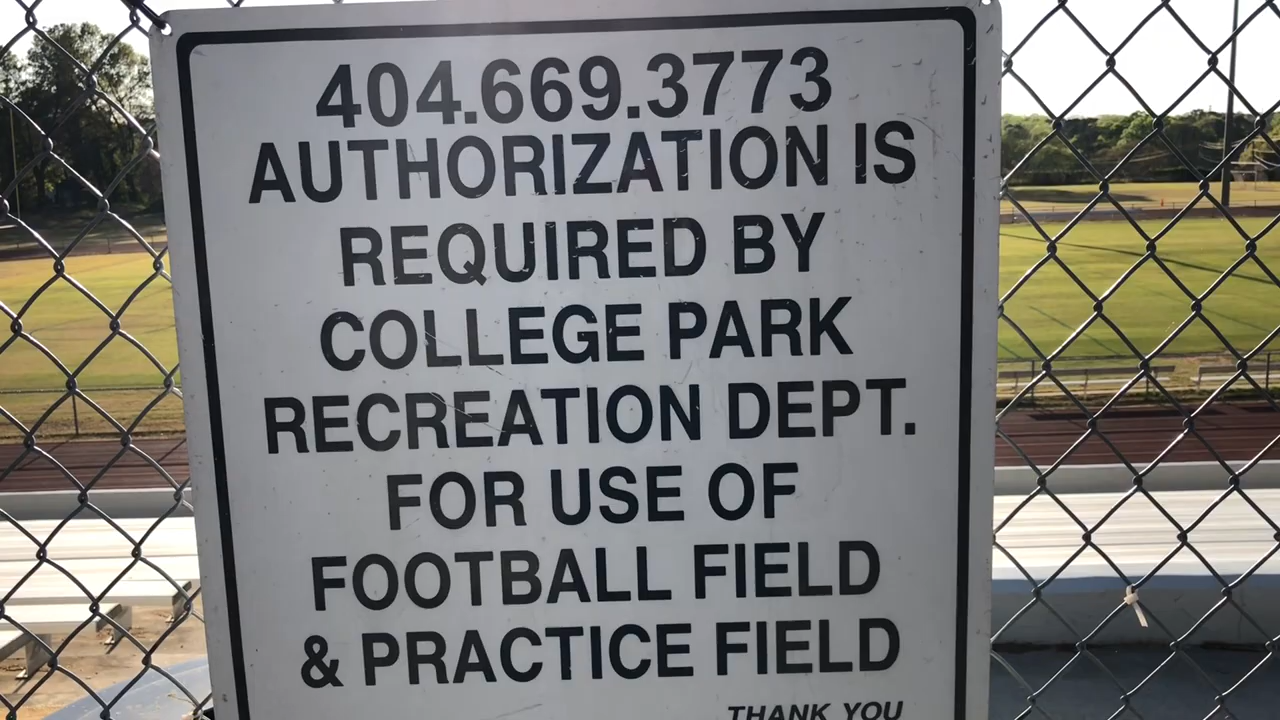 404.669.3773
AUTHORIZATION IS
REQUIRED BY
COLLEGE PARK
RECREATION DEPT.
FOR USE OF
FOOTBALL FIELD
& PRACTICE FIELD
THANK YOU